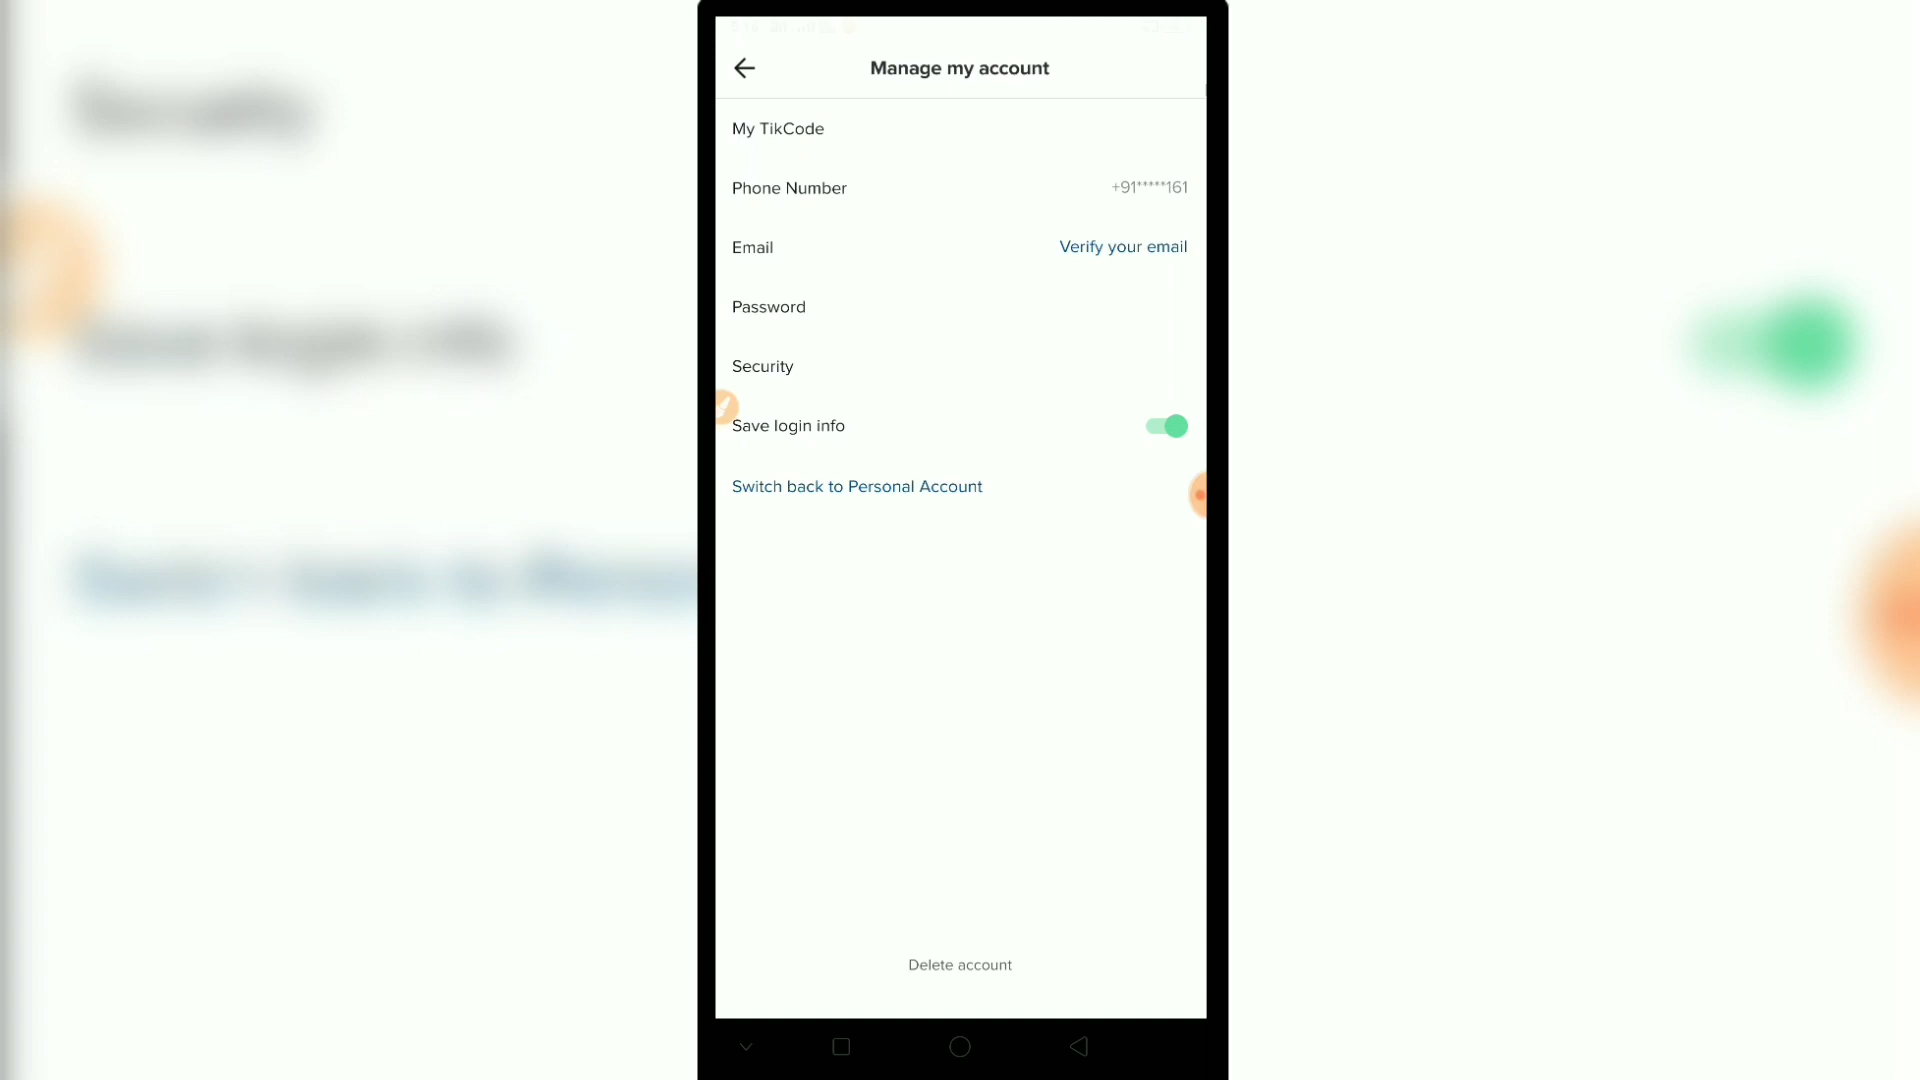 Manage my account
My TikCode
Phone Number +91*****161
Email Verify your email
Password
Security
Save login info
Switch back to Personal Account
Delete account